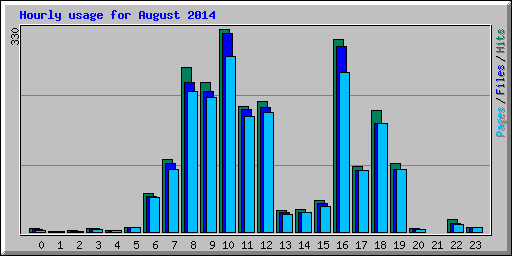 Hourly usage for August 2014
330
Pages/Files/Hits
0 1 2 3 4 5 6 7 8 9 10 11 12 13 14 15 16 17 18 19 20 21 22 23